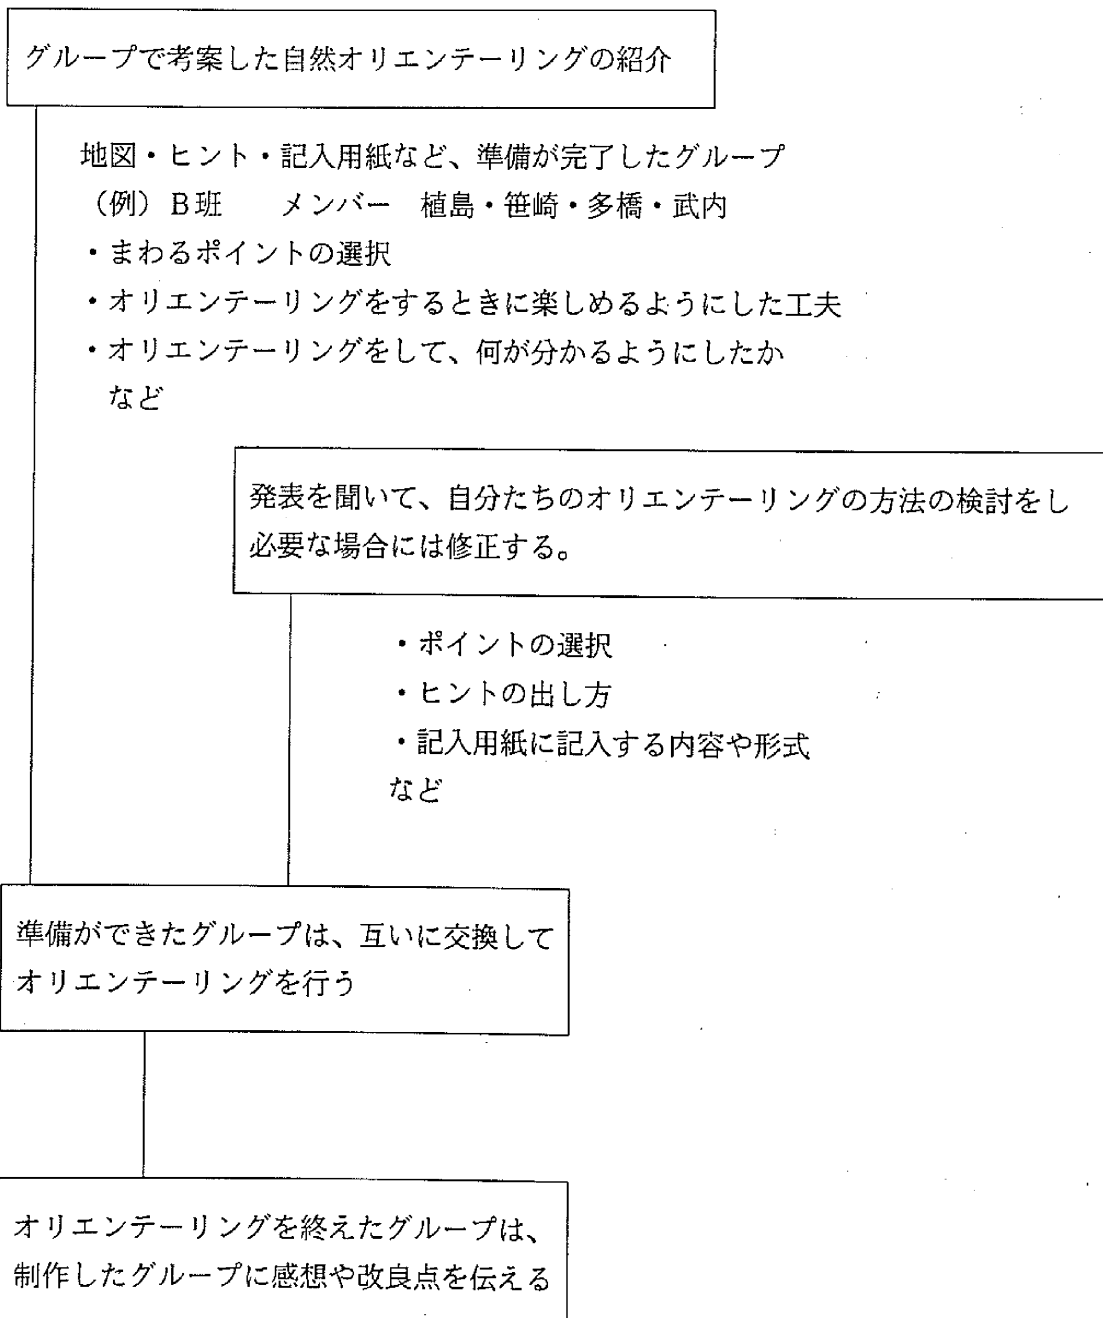 グループで考案した自然オリエンテーリングの紹介
地図・ヒント・記入用紙など、準備が完了したグループ
(例)B班 メンバー 植島・笹崎・多橋・武内
・まわるポイントの選択
・オリエンテーリングをするときに楽しめるようにした工夫
・オリエンテーリングをして、何が分かるようにしたか
など
発表を聞いて、自分たちのオリエンテーリングの方法の検討をし
必要な場合には修正する。
・ポイントの選択
・ヒントの出し方
・記入用紙に記入する内容や形式
など
準備ができたグループは、互いに交換して
オリエンテーリングを行う
オリエンテーリングを終えたグループは、
制作したグループに感想や改良点を伝える